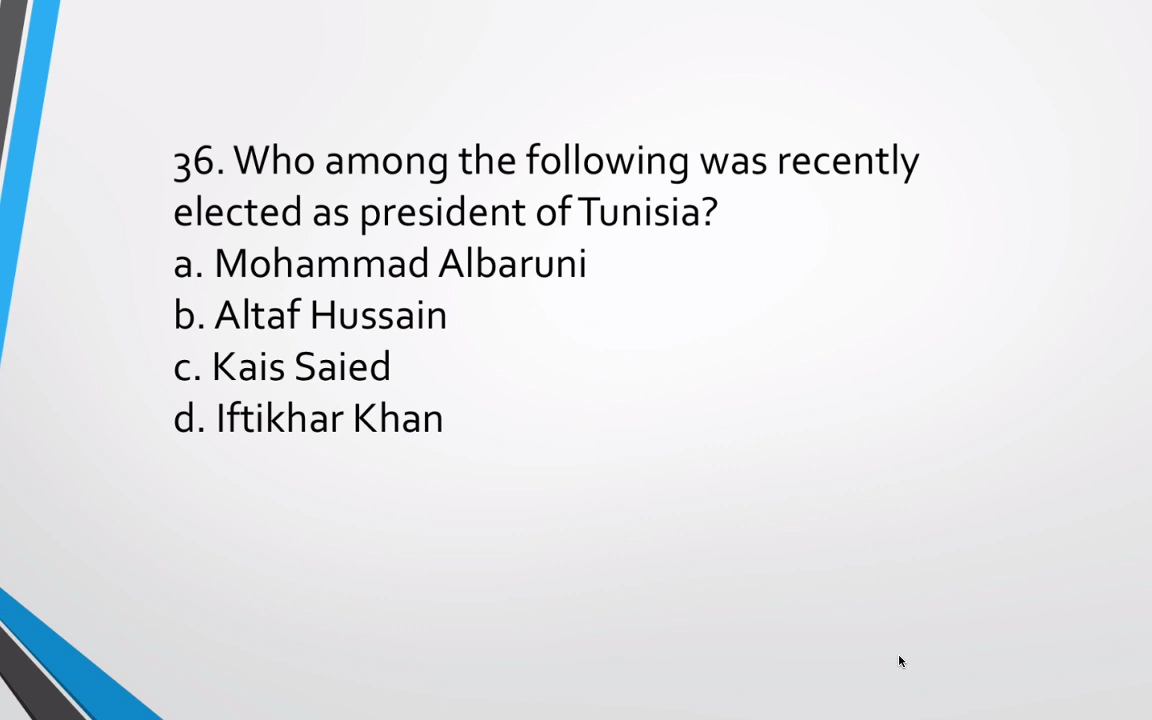 36. Who among the following was recently
elected as president of Tunisia?
a. Mohammad Albaruni
b. Altaf Hussain
c. Kais Saied
d. Iftikhar Khan